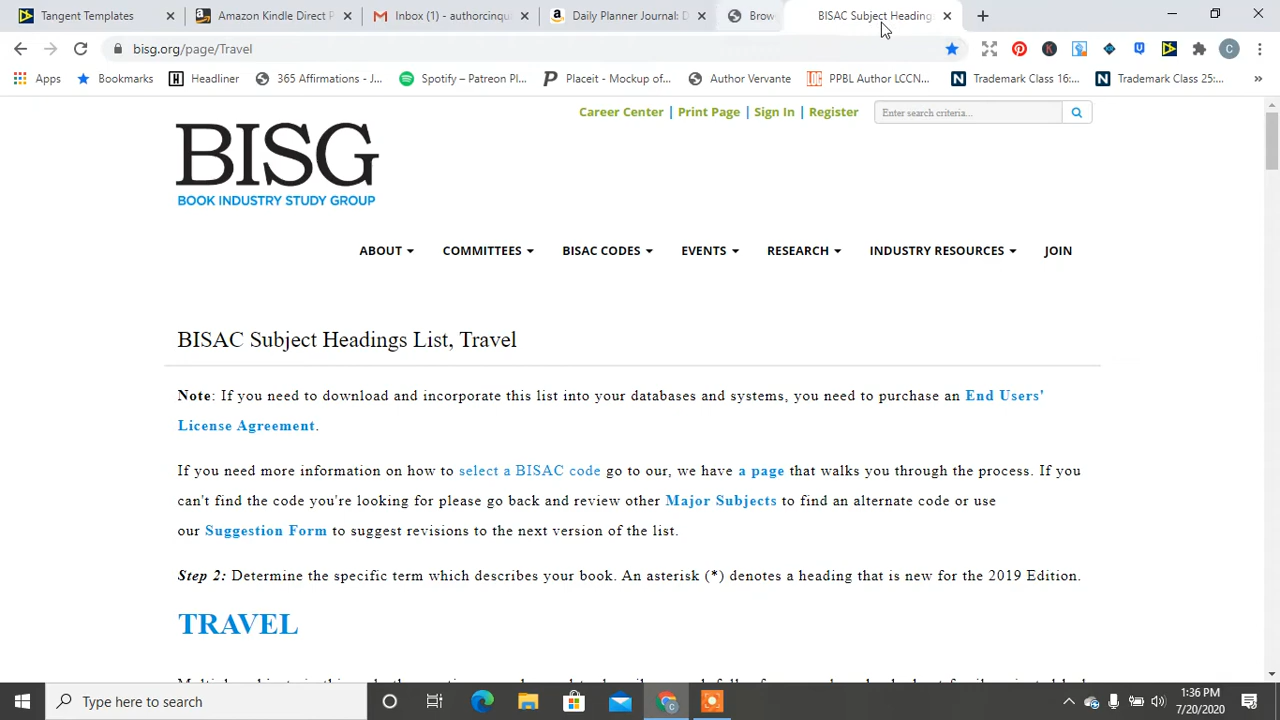 Tangent Templates
Amazon Kindle Direct P
Inbox (1) - authorcinqu
Daily Planner Journal: D
Brow
BISAC Subject Heading
bisg.org/page/Travel
Apps
Bookmarks
Headliner
365 Affirmations - J...
Spotify – Patreon Pl...
Placeit - Mockup of...
Author Vervante
PPBL Author LCCN...
Trademark Class 16:...
Trademark Class 25:...
Career Center | Print Page | Sign In | Register
Enter search criteria...
BISG
BOOK INDUSTRY STUDY GROUP
ABOUT
COMMITTEES
BISAC CODES
EVENTS
RESEARCH
INDUSTRY RESOURCES
JOIN
BISAC Subject Headings List, Travel
Note: If you need to download and incorporate this list into your databases and systems, you need to purchase an End Users'
License Agreement.
If you need more information on how to select a BISAC code go to our, we have a page that walks you through the process. If you
can't find the code you're looking for please go back and review other Major Subjects to find an alternate code or use
our Suggestion Form to suggest revisions to the next version of the list.
Step 2: Determine the specific term which describes your book. An asterisk (*) denotes a heading that is new for the 2019 Edition.
TRAVEL
Type here to search
1:36 PM
7/20/2020